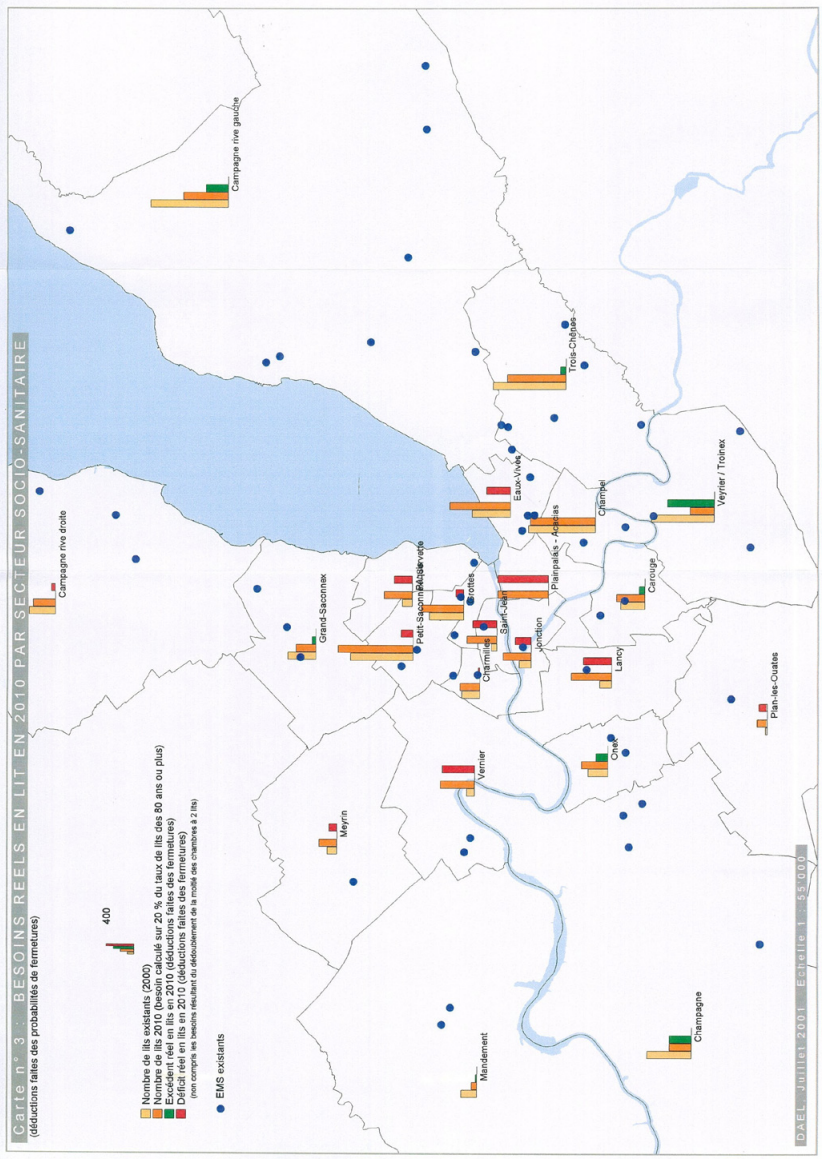 Carte n° 3 : BESOINS REELS EN LIT EN 2010 PAR SECTEUR SOCIO-SANITAIRE
(déductions faites des probabilités de fermetures)
400
Nombre de lits existants (2000)
Nombre de lits 2010 (besoin calculé sur 20 % du taux de lits des 80 ans ou plus)
Excédent réel en lits en 2010 (déductions faites des fermetures)
Déficit réel en lits en 2010 (déductions faites des fermetures)
(non compris les besoins résultant du dédoublement de la moitié des chambres à 2 lits)
EMS existants
Campagne rive droite
Campagne rive gauche
Grand-Saconnex
Meyrin
Petit-Saconnex
Grottes
Saint-Jean
Charmilles
Vernier
Jonction
Eaux-Vives
Plainpalais - Acacias
Champel
Trois-Chênes
Mandement
Onex
Lancy
Carouge
Veyrier / Troinex
Champagne
Plan-les-Ouates
DAEL, Juillet 2001 Echelle 1 : 55'000